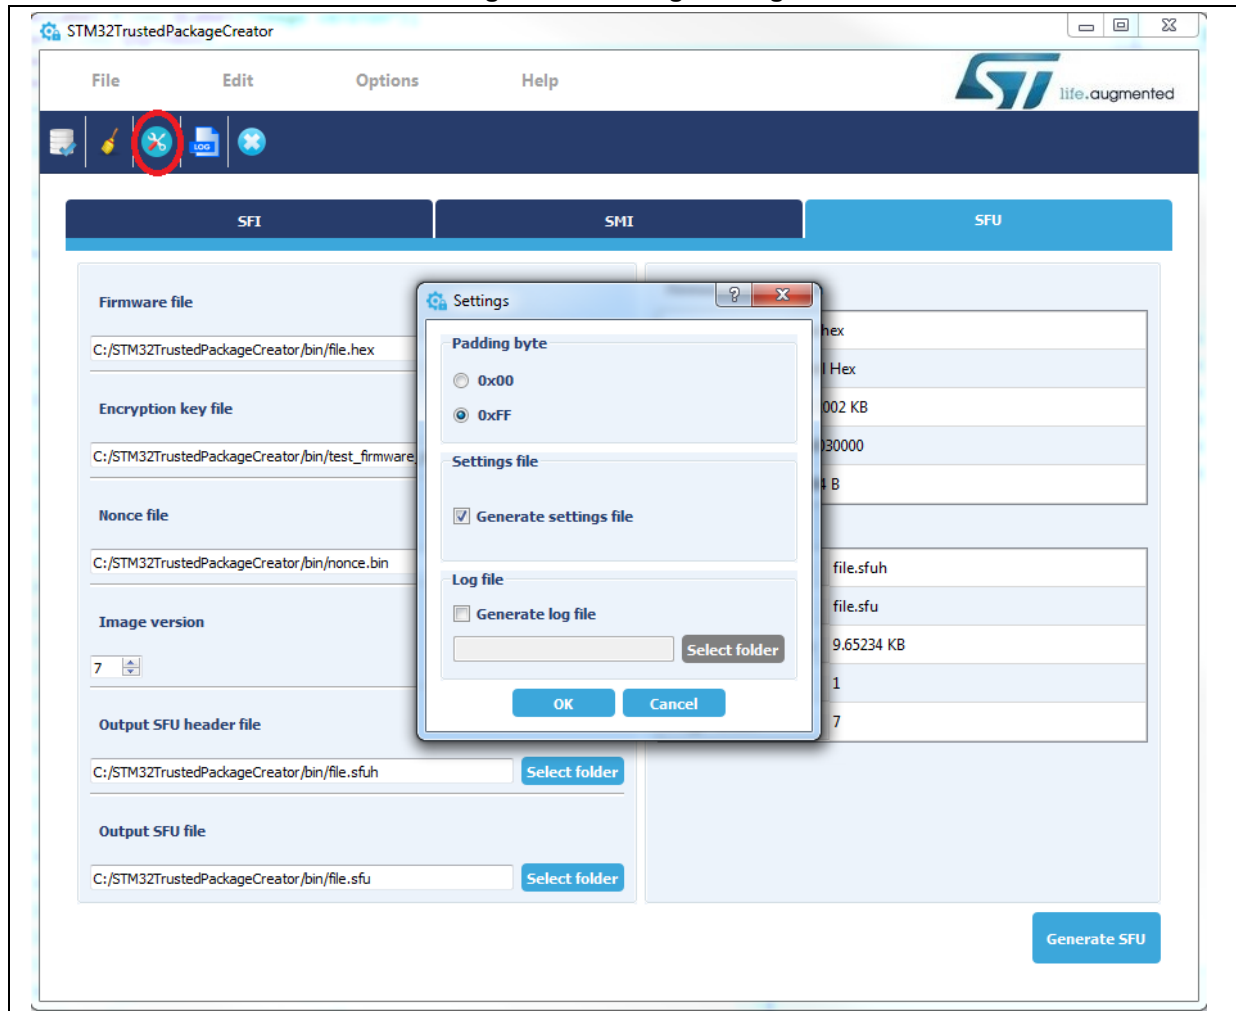 STM32TrustedPackageCreator
File Edit Options Help
life.augmented
LOG
SFI SMI SFU
Firmware file
C:/STM32TrustedPackageCreator/bin/file.hex
Encryption key file
C:/STM32TrustedPackageCreator/bin/test_firmware_
Nonce file
C:/STM32TrustedPackageCreator/bin/nonce.bin
Image version
7
Output SFU header file
C:/STM32TrustedPackageCreator/bin/file.sfuh
Select folder
Output SFU file
C:/STM32TrustedPackageCreator/bin/file.sfu
Select folder
Settings
Padding byte
0x00
0xFF
Settings file
Generate settings file
Log file
Generate log file
Select folder
OK Cancel
hex
Hex
002 KB
030000
B
file.sfuh
file.sfu
9.65234 KB
1
7
Generate SFU